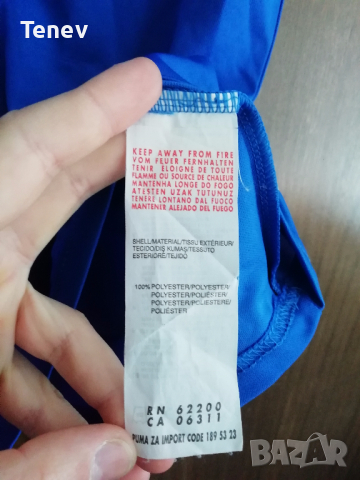 Tenev
KEEP AWAY FROM FIRE
VOM FEUER FERNHALTEN
TENIR ELOIGNE DE TOUTE
FLAMME OU SOURCE DE CHALEUR
MANTENHA LONGE DO FOGO
ATESTEN UZAK TUTUNUZ
TENERE LONTANO DAL FUOCO
MANTENER ALEJADO DEL FUEGO
SHELL/MATERIAL/TISSU EXTÉRIEUR/
TECIDO/DIŞ KUMAŞ/TESSUTO
ESTERIORE/TEJIDO
100% POLYESTER/POLYESTER/
POLYESTER/POLIÉSTER/
POLYESTER/POLIESTERE/
POLIÉSTER
RN 62200
CA 06311
PUMA ZA IMPORT CODE 189 53 23
BAZAR